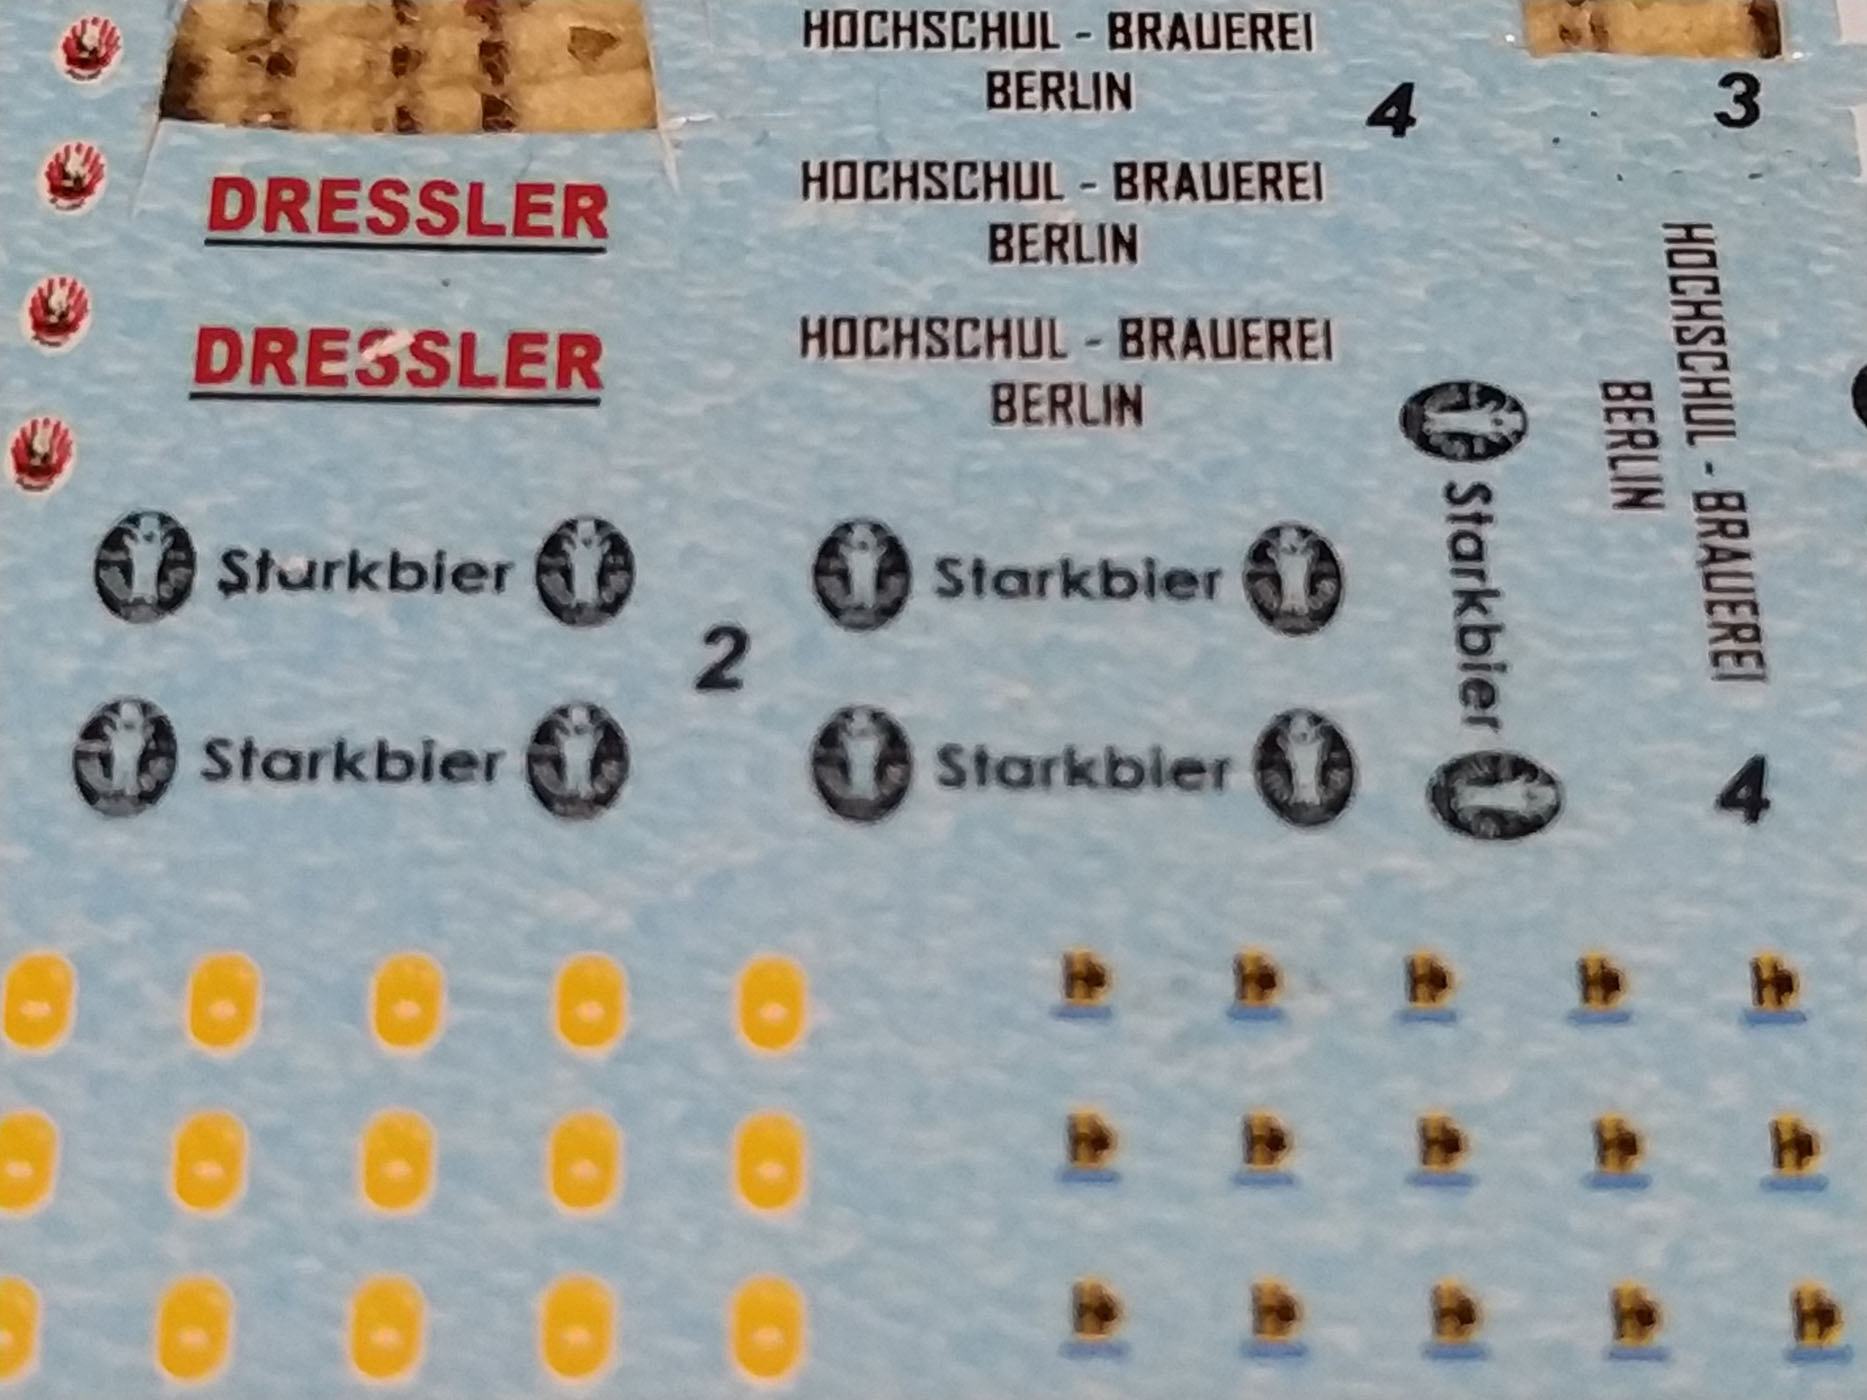 HOCHSCHUL - BRAUEREI
BERLIN
4
3
DRESSLER
HOCHSCHUL - BRAUEREI
BERLIN
DRESSLER
HOCHSCHUL - BRAUEREI
BERLIN
HOCHSCHUL - BRAUEREI
BERLIN
Starkbier
Starkbier
Starkbier
2
Starkbier
Starkbier
4